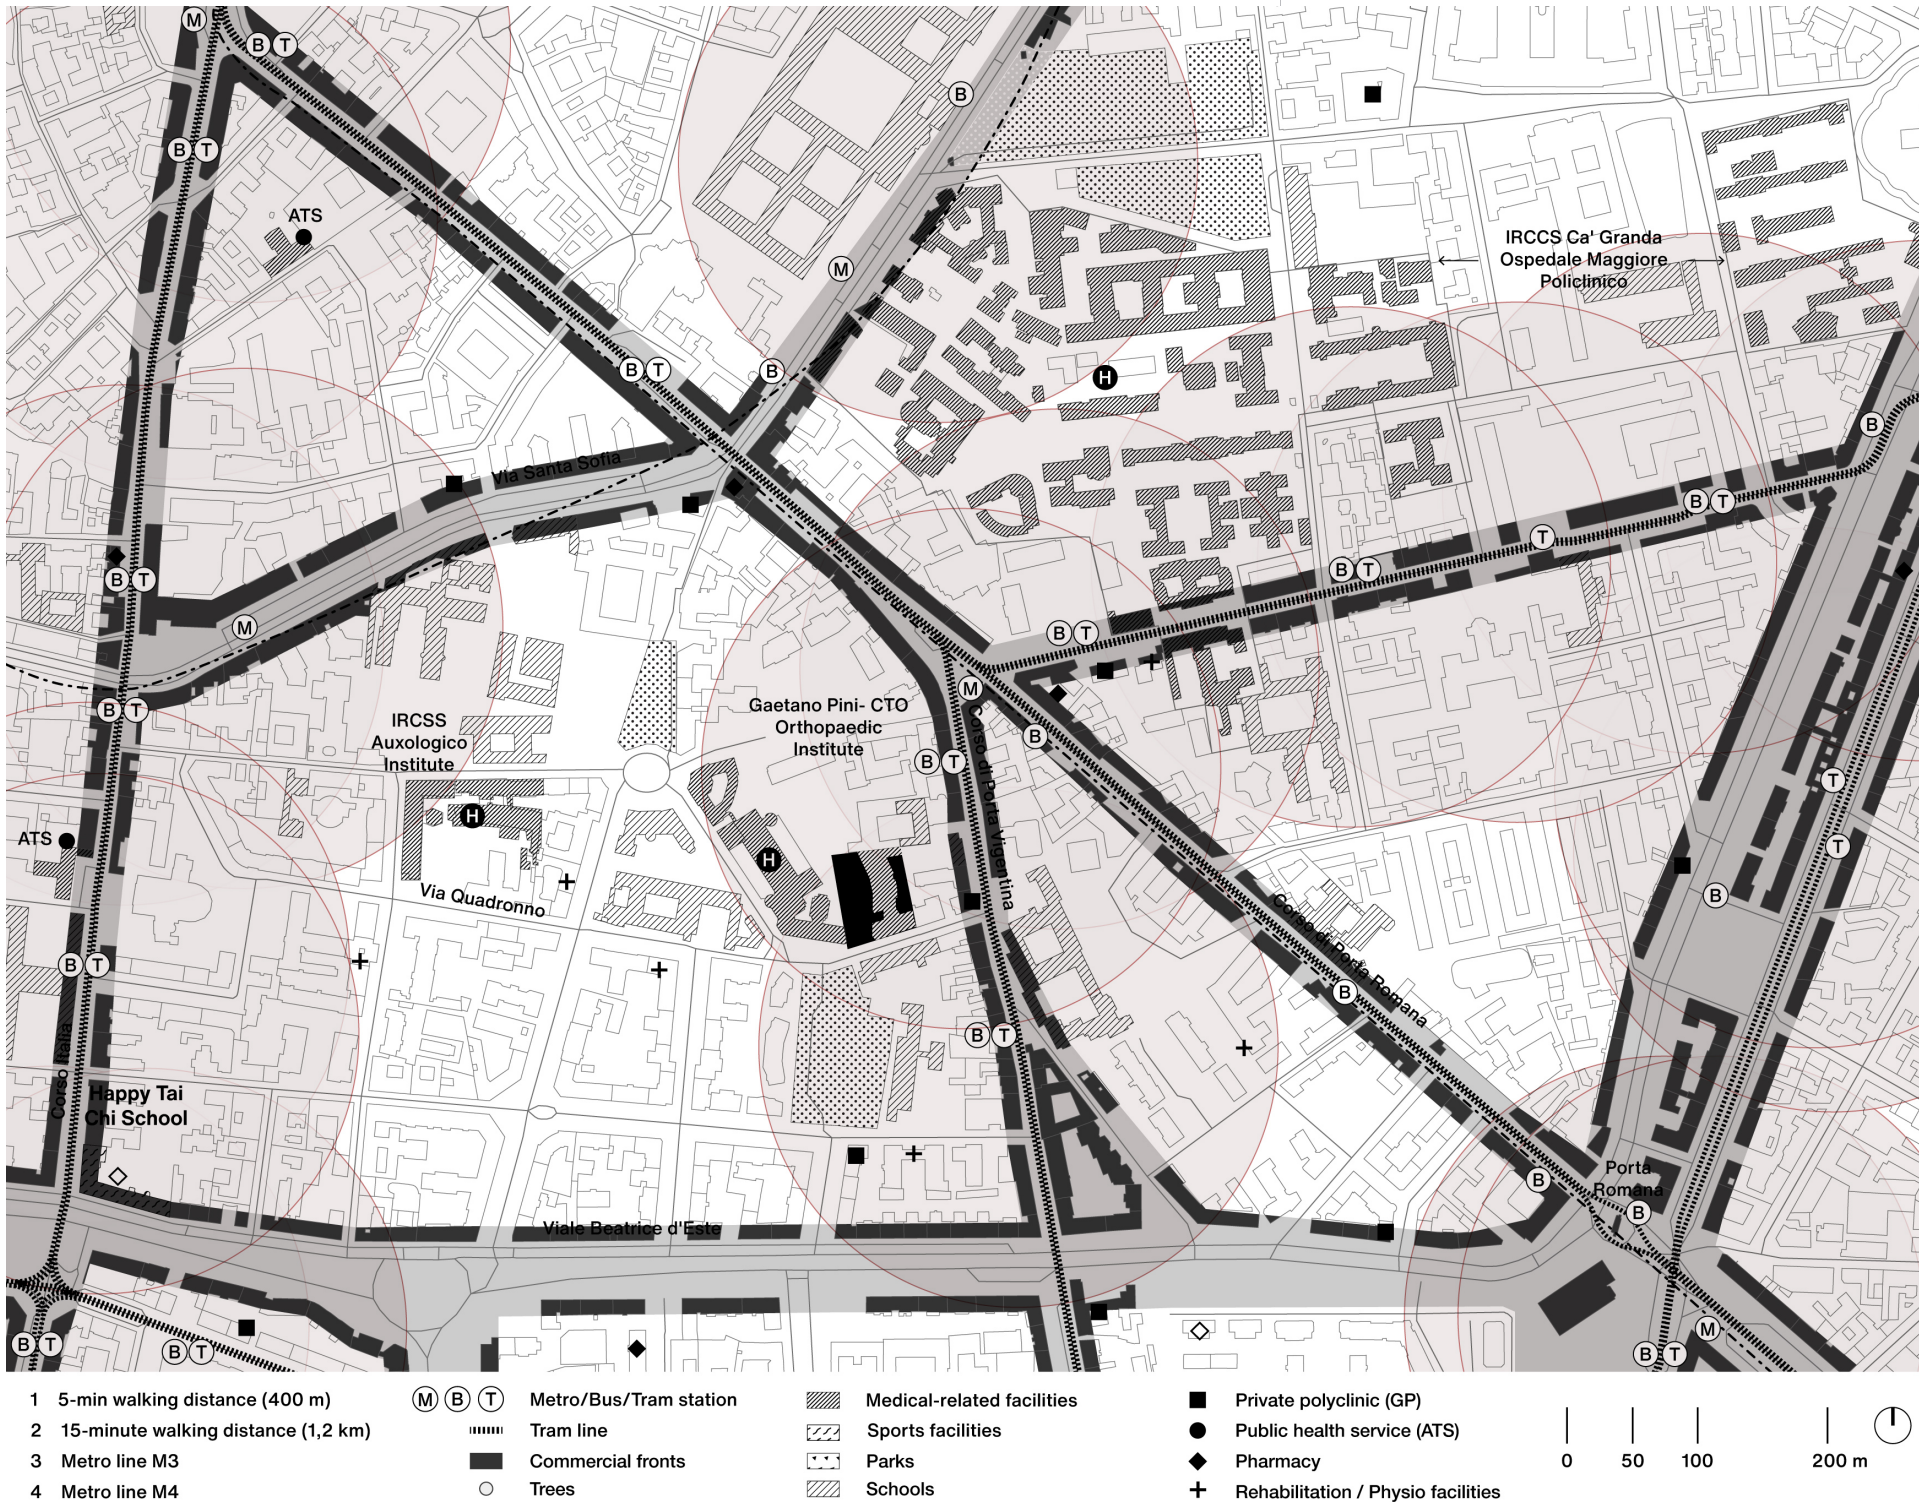 M
B T
B
B T
ATS
IRCCS Ca' Granda
Ospedale Maggiore
Policlinico
M
B T
B
H
B
Via Santa Sofia
B T
T
B T
B T
M
B T
M
B T
IRCSS
Auxologico
Institute
Gaetano Pini- CTO
Orthopaedic
Institute
Corso di Porta Vigentina
B
B T
T
H
ATS
H
T
Via Quadronno
B
Corso di Porta Romana
B T
B
B T
Corso Italia
Happy Tai
Chi School
Porta
Romana
B
B
Viale Beatrice d'Este
B T
B T
M
B T
1 5-min walking distance (400 m)
2 15-minute walking distance (1,2 km)
3 Metro line M3
4 Metro line M4
M B T Metro/Bus/Tram station
Tram line
Commercial fronts
Trees
Medical-related facilities
Sports facilities
Parks
Schools
Private polyclinic (GP)
Public health service (ATS)
Pharmacy
Rehabilitation / Physio facilities
0 50 100 200 m